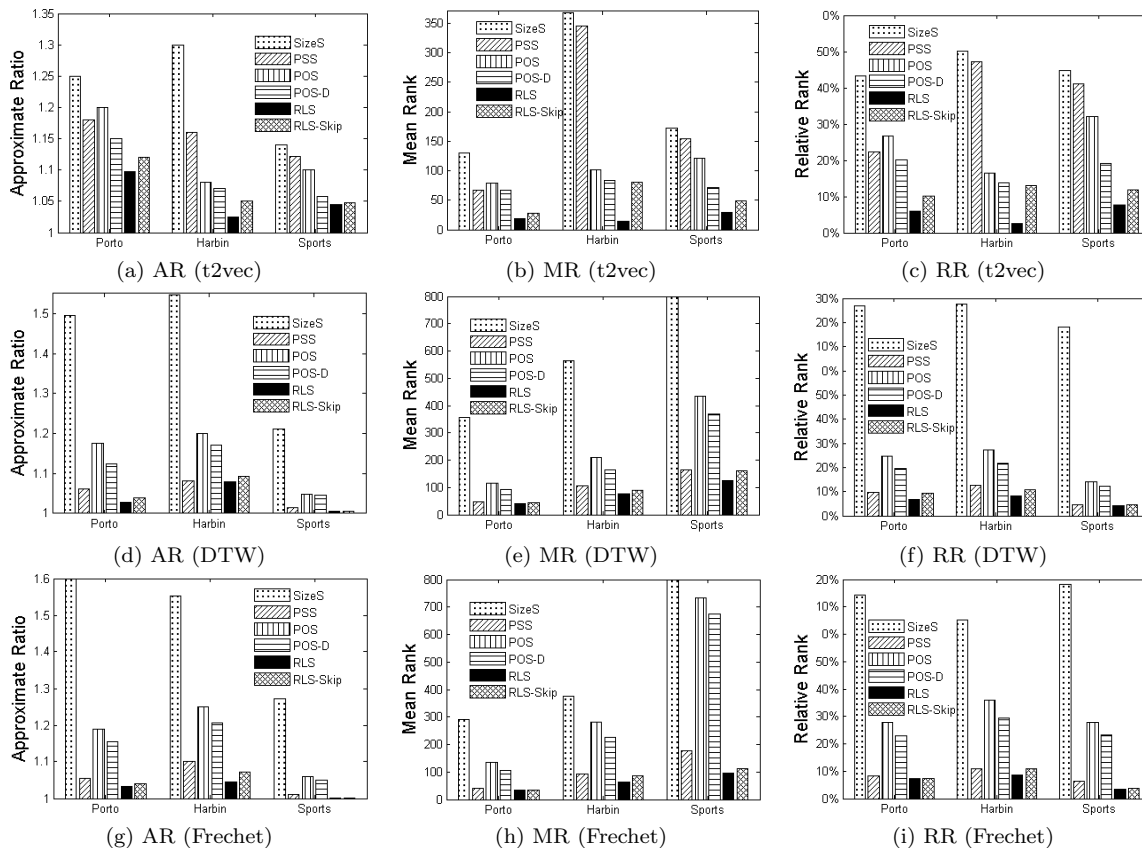 1.35
1.3
1.25
1.2
1.15
1.1
1.05
1
Approximate Ratio
SizeS
PSS
POS
POS-D
RLS
RLS-Skip
Porto Harbin Sports
(a) AR (t2vec)
350
300
250
200
150
100
50
0
Mean Rank
SizeS
PSS
POS
POS-D
RLS
RLS-Skip
Porto Harbin Sports
(b) MR (t2vec)
0%
50%
40%
30%
20%
10%
0%
Relative Rank
SizeS
PSS
POS
POS-D
RLS
RLS-Skip
Porto Harbin Sports
(c) RR (t2vec)
1.5
1.4
1.3
1.2
1.1
1
Approximate Ratio
SizeS
PSS
POS
POS-D
RLS
RLS-Skip
Porto Harbin Sports
(d) AR (DTW)
800
700
600
500
400
300
200
100
0
Mean Rank
SizeS
PSS
POS
POS-D
RLS
RLS-Skip
Porto Harbin Sports
(e) MR (DTW)
30%
20%
10%
0%
50%
40%
30%
20%
10%
0%
Relative Rank
SizeS
PSS
POS
POS-D
RLS
RLS-Skip
Porto Harbin Sports
(f) RR (DTW)
1.6
1.5
1.4
1.3
1.2
1.1
1
Approximate Ratio
SizeS
PSS
POS
POS-D
RLS
RLS-Skip
Porto Harbin Sports
(g) AR (Frechet)
800
700
600
500
400
300
200
100
0
Mean Rank
SizeS
PSS
POS
POS-D
RLS
RLS-Skip
Porto Harbin Sports
(h) MR (Frechet)
20%
10%
0%
50%
40%
30%
20%
10%
0%
Relative Rank
SizeS
PSS
POS
POS-D
RLS
RLS-Skip
Porto Harbin Sports
(i) RR (Frechet)